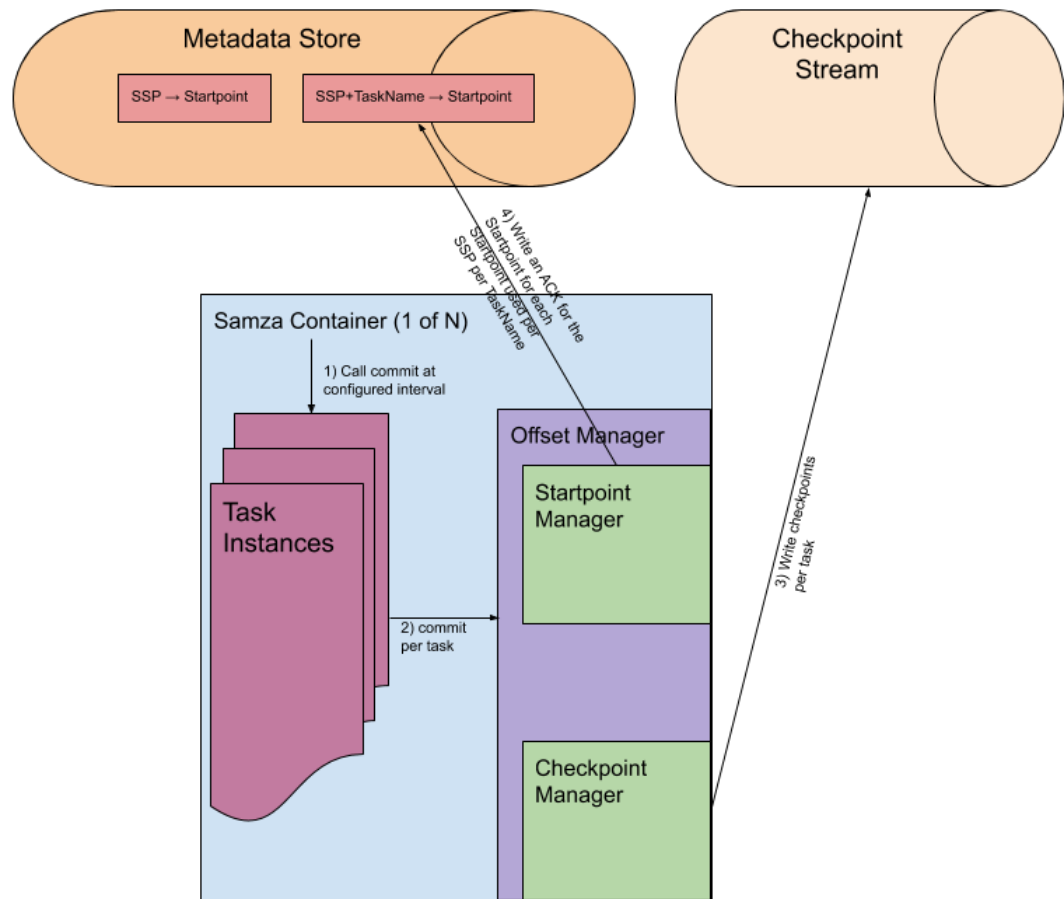 Metadata Store
SSP → Startpoint
SSP+TaskName → Startpoint
Checkpoint
Stream
4) Write an ACK for the
Startpoint for each
Startpoint used per
SSP per TaskName
Samza Container (1 of N)
1) Call commit at
configured interval
Offset Manager
Startpoint
Manager
Task
Instances
3) Write checkpoints
per task
2) commit
per task
Checkpoint
Manager